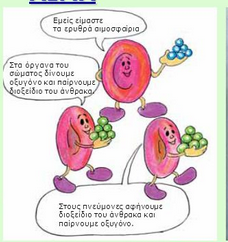 Εμείς είμαστε
τα ερυθρά αιμοσφαίρια
Στα όργανα του
σώματος δίνουμε
οξυγόνο και παίρνουμε
διοξείδιο του άνθρακα.
Στους πνεύμονες αφήνουμε
διοξείδιο του άνθρακα και
παίρνουμε οξυγόνο.